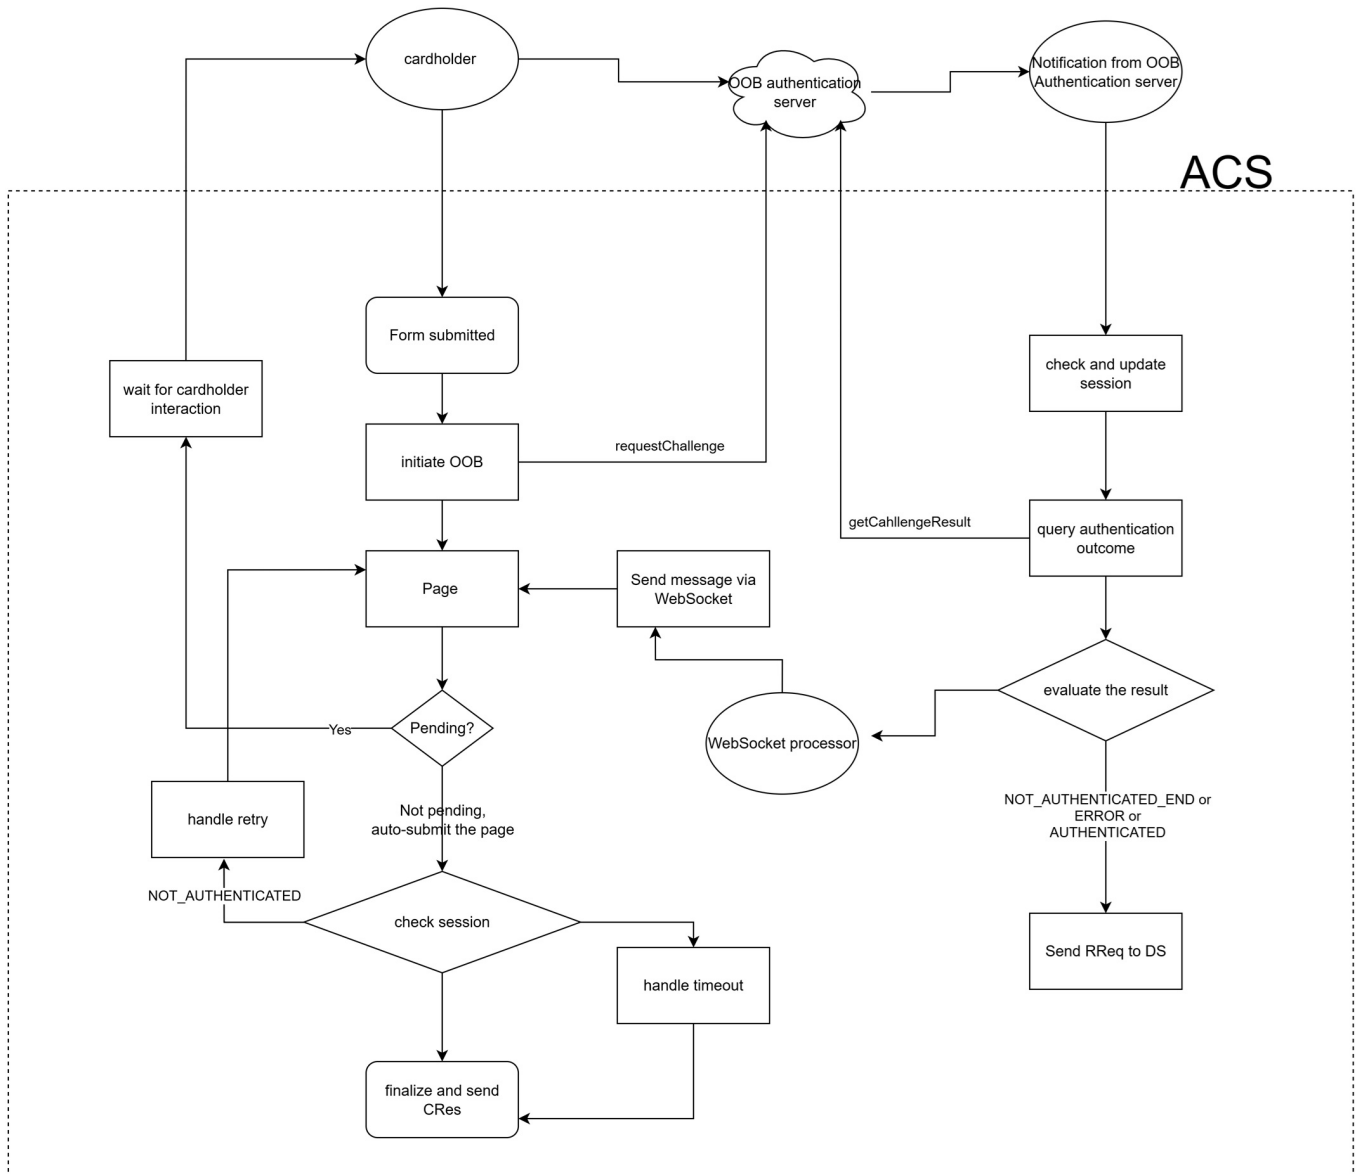 cardholder
OOB authentication
server
Notification from OOB
Authentication server
ACS
Form submitted
check and update
session
wait for cardholder
interaction
initiate OOB
requestChallenge
getCahllengeResult
query authentication
outcome
Page
Send message via
WebSocket
evaluate the result
Yes
Pending?
WebSocket processor
Not pending,
auto-submit the page
handle retry
NOT_AUTHENTICATED_END or
ERROR or
AUTHENTICATED
NOT_AUTHENTICATED
check session
Send RReq to DS
handle timeout
finalize and send
CRes